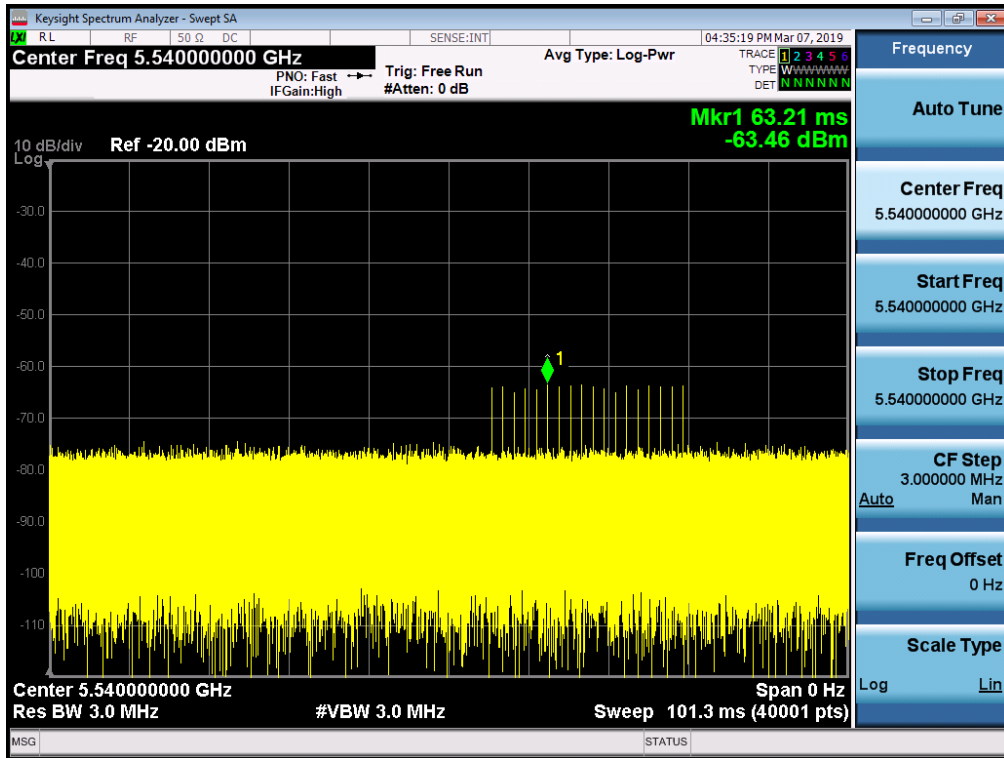 Keysight Spectrum Analyzer - Swept SA
LXI RL RF 50 Ω DC SENSE:INT 04:35:19 PM Mar 07, 2019
Center Freq 5.540000000 GHz
PNO: Fast
IFGain:High
Trig: Free Run
#Atten: 0 dB
Avg Type: Log-Pwr
TRACE 1 2 3 4 5 6
TYPE WWWWWW
DET N N N N N N
Mkr1 63.21 ms
-63.46 dBm
10 dB/div Ref -20.00 dBm
Log
1
-30.0
-40.0
-50.0
-60.0
-70.0
-80.0
-90.0
-100
-110
Center 5.540000000 GHz Span 0 Hz
Res BW 3.0 MHz #VBW 3.0 MHz Sweep 101.3 ms (40001 pts)
MSG STATUS
Frequency
Auto Tune
Center Freq
5.540000000 GHz
Start Freq
5.540000000 GHz
Stop Freq
5.540000000 GHz
CF Step
3.000000 MHz
Auto Man
Freq Offset
0 Hz
Scale Type
Log Lin